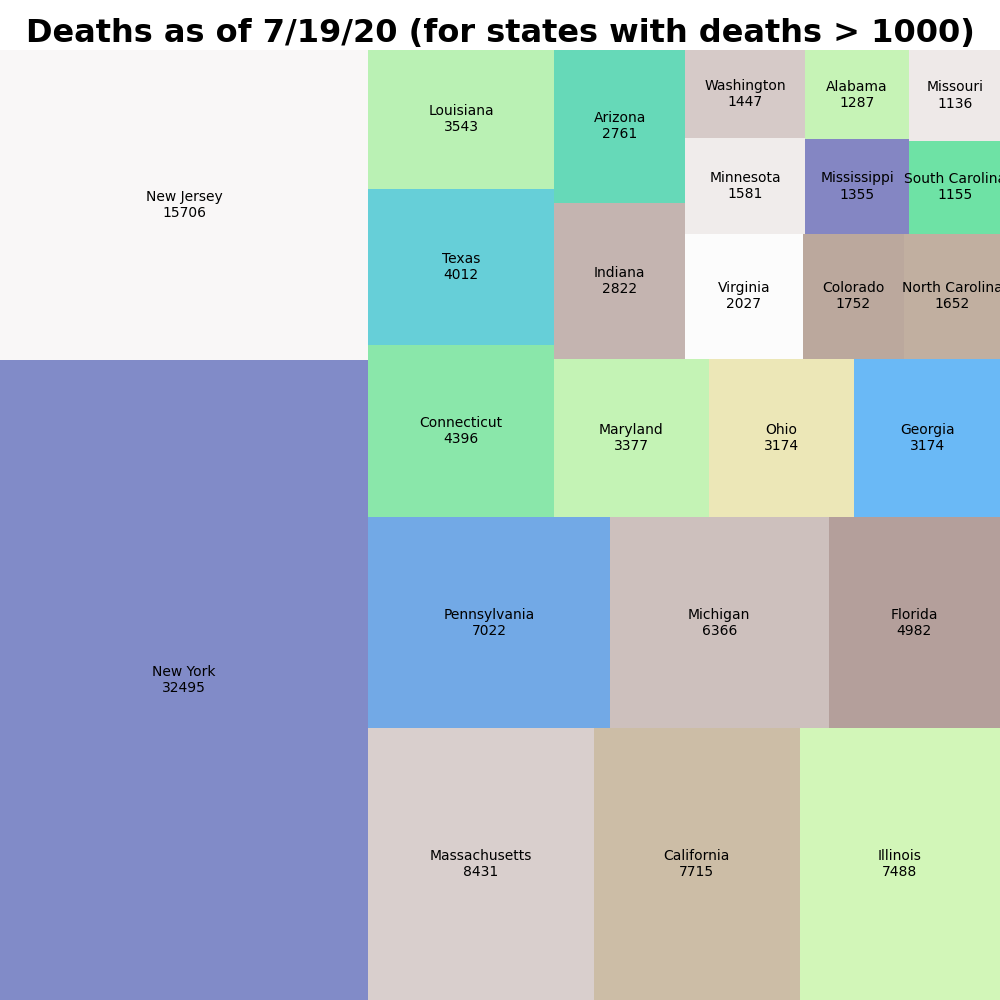 Deaths as of 7/19/20 (for states with deaths > 1000)
New Jersey
15706
New York
32495
Louisiana
3543
Texas
4012
Connecticut
4396
Arizona
2761
Indiana
2822
Washington
1447
Minnesota
1581
Virginia
2027
Alabama
1287
Mississippi
1355
Colorado
1752
Missouri
1136
South Carolina
1155
North Carolina
1652
Maryland
3377
Ohio
3174
Georgia
3174
Pennsylvania
7022
Michigan
6366
Florida
4982
Massachusetts
8431
California
7715
Illinois
7488